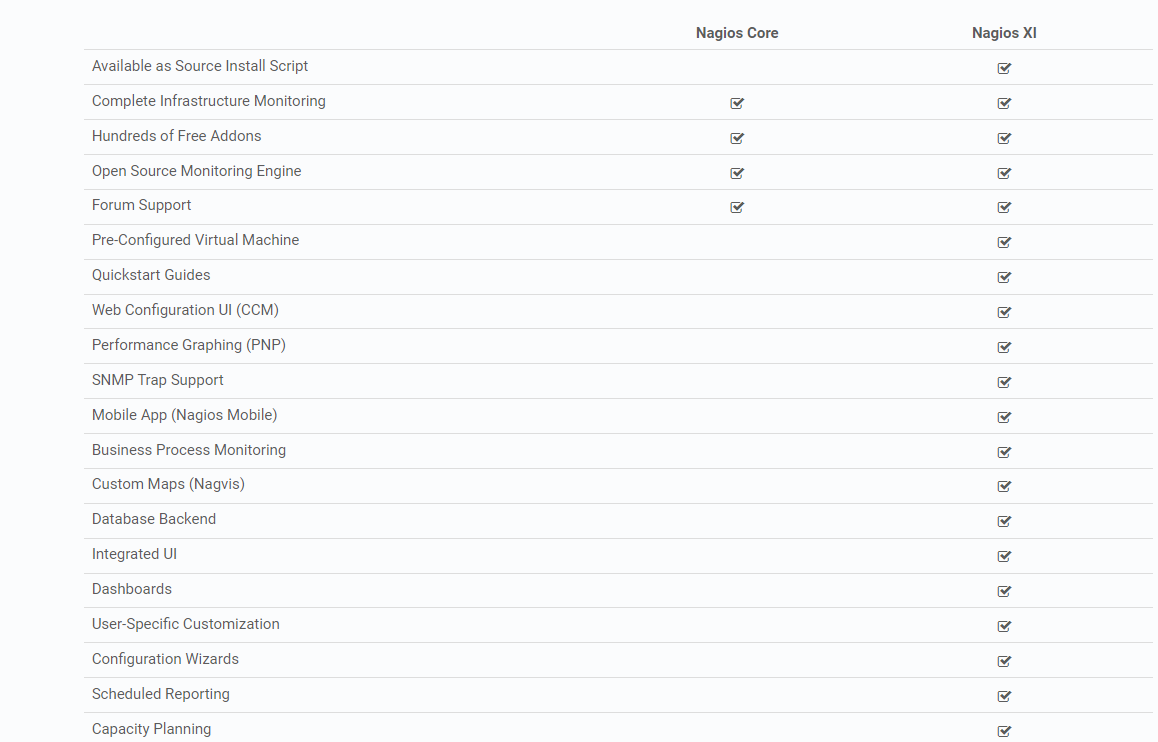 Nagios Core Nagios XI
Available as Source Install Script
Complete Infrastructure Monitoring
Hundreds of Free Addons
Open Source Monitoring Engine
Forum Support
Pre-Configured Virtual Machine
Quickstart Guides
Web Configuration UI (CCM)
Performance Graphing (PNP)
SNMP Trap Support
Mobile App (Nagios Mobile)
Business Process Monitoring
Custom Maps (Nagvis)
Database Backend
Integrated UI
Dashboards
User-Specific Customization
Configuration Wizards
Scheduled Reporting
Capacity Planning